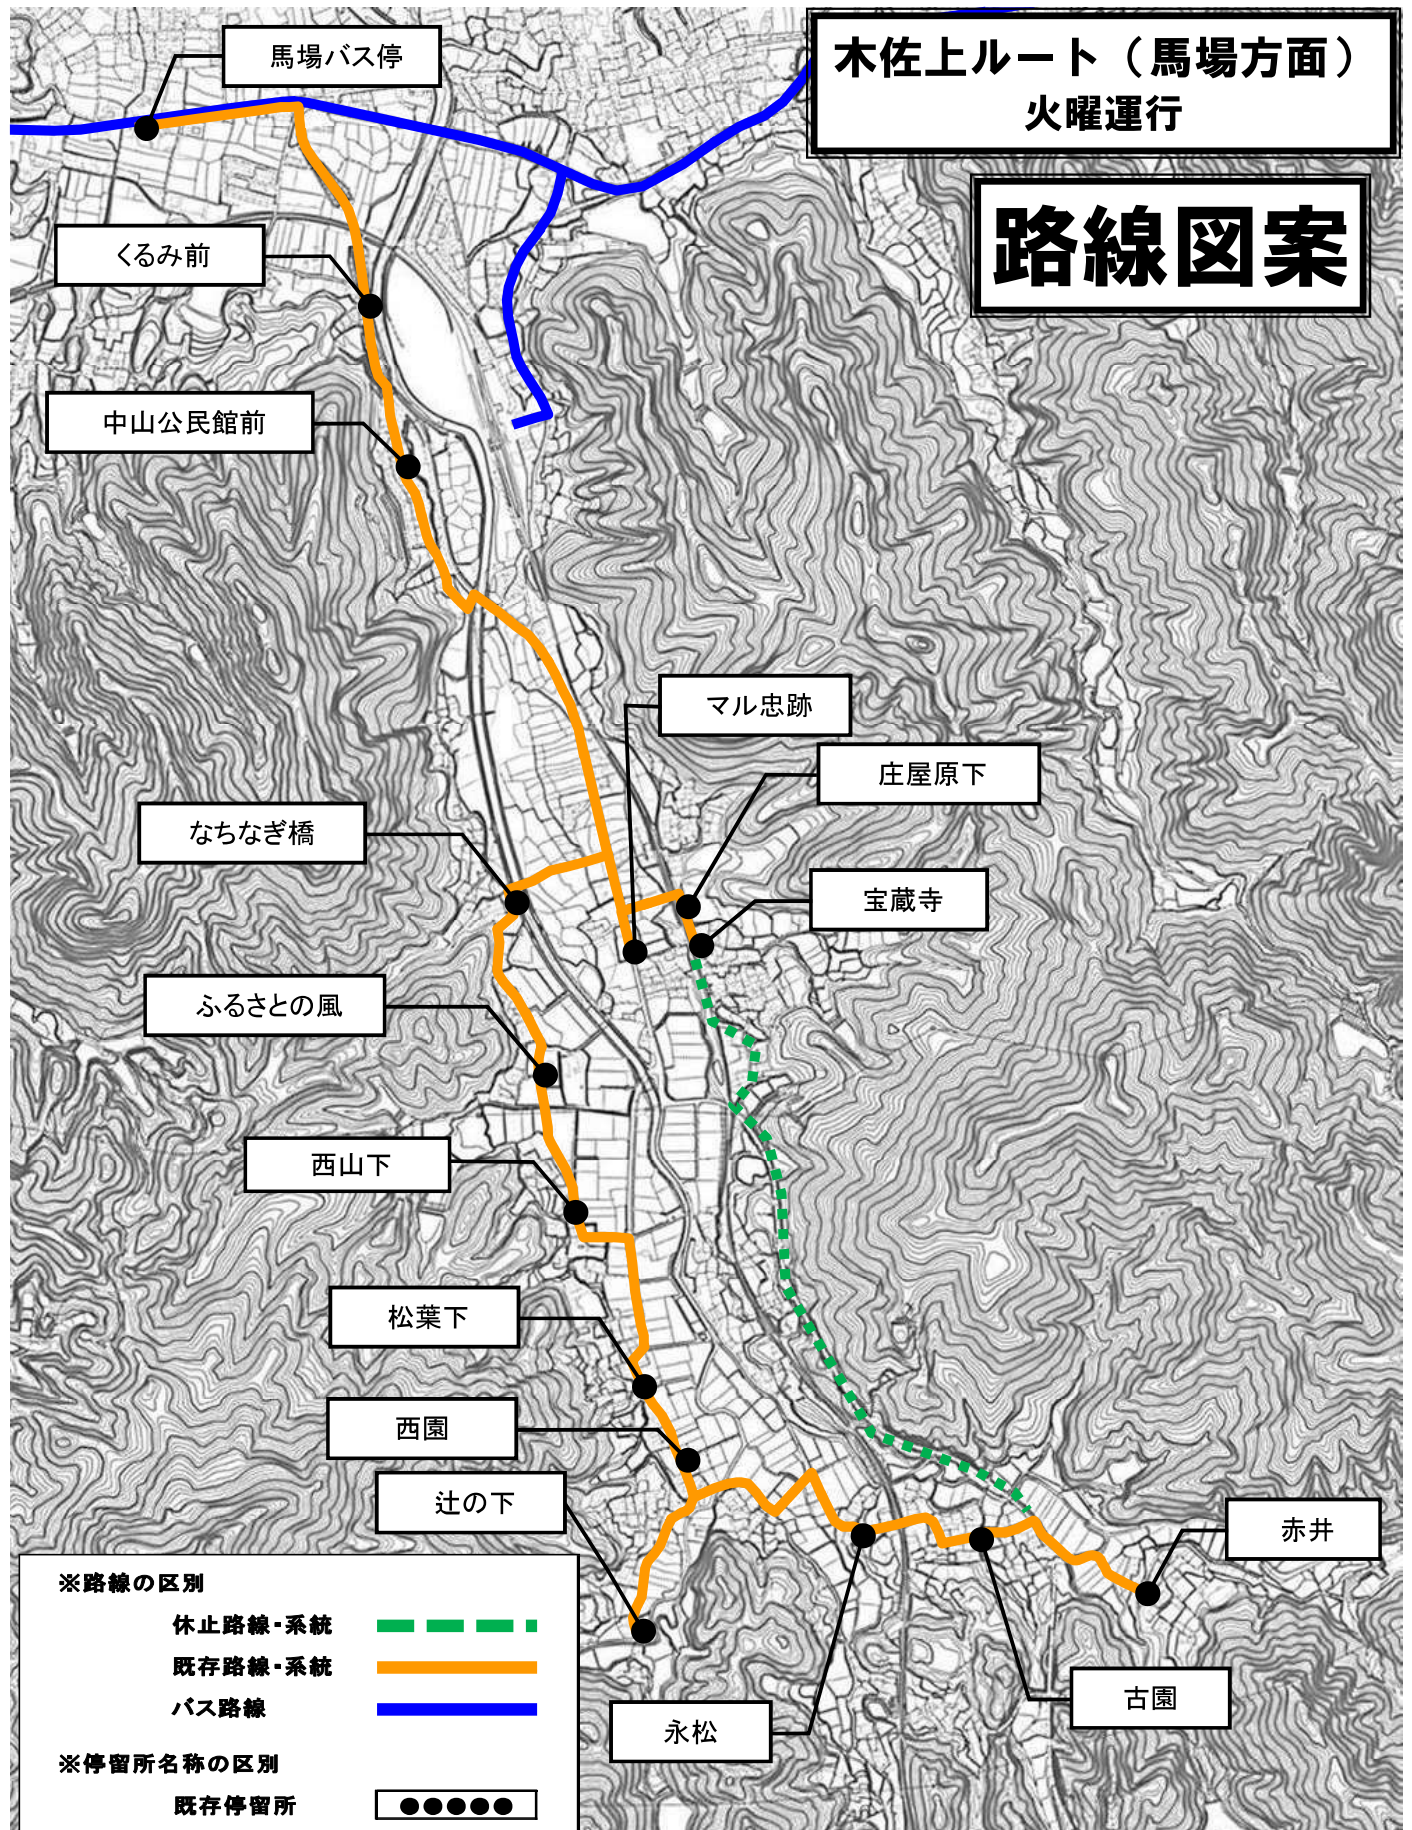 木佐上ルート（馬場方面）
火曜運行
路線図案
馬場バス停
くるみ前
中山公民館前
マル忠跡
庄屋原下
なちなぎ橋
宝蔵寺
ふるさとの風
西山下
松葉下
西園
辻の下
赤井
古園
永松
※路線の区別
休止路線・系統
既存路線・系統
バス路線
※停留所名称の区別
既存停留所